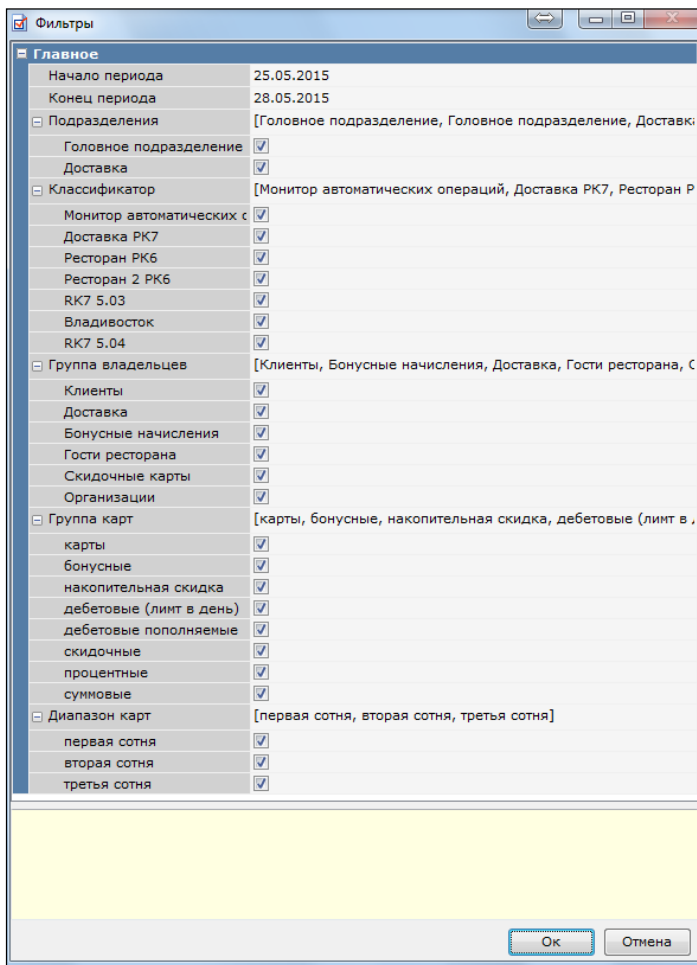 Фильтры
Главное
Начало периода 25.05.2015
Конец периода 28.05.2015
Подразделения [Головное подразделение, Головное подразделение, Доставк
Головное подразделение
Доставка
Классификатор [Монитор автоматических операций, Доставка РК7, Ресторан Р
Монитор автоматических с
Доставка РК7
Ресторан РК6
Ресторан 2 РК6
RK7 5.03
Владивосток
RK7 5.04
Группа владельцев [Клиенты, Бонусные начисления, Доставка, Гости ресторана, С
Клиенты
Доставка
Бонусные начисления
Гости ресторана
Скидочные карты
Организации
Группа карт [карты, бонусные, накопительная скидка, дебетовые (лимт в
карты
бонусные
накопительная скидка
дебетовые (лимт в день)
дебетовые пополняемые
скидочные
процентные
суммовые
Диапазон карт [первая сотня, вторая сотня, третья сотня]
первая сотня
вторая сотня
третья сотня
Ок Отмена